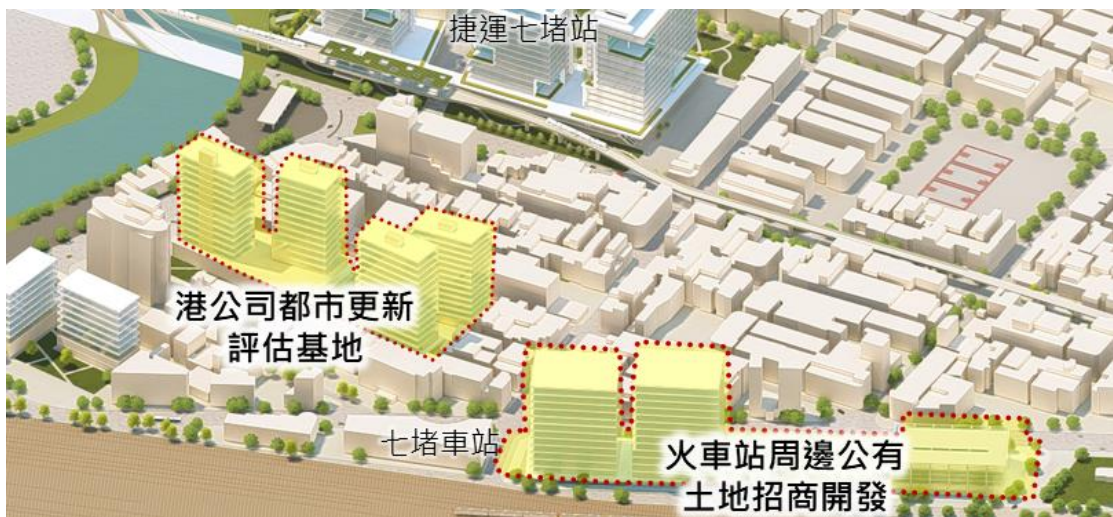 捷運七堵站
港公司都市更新
評估基地
七堵車站
火車站周邊公有
土地招商開發